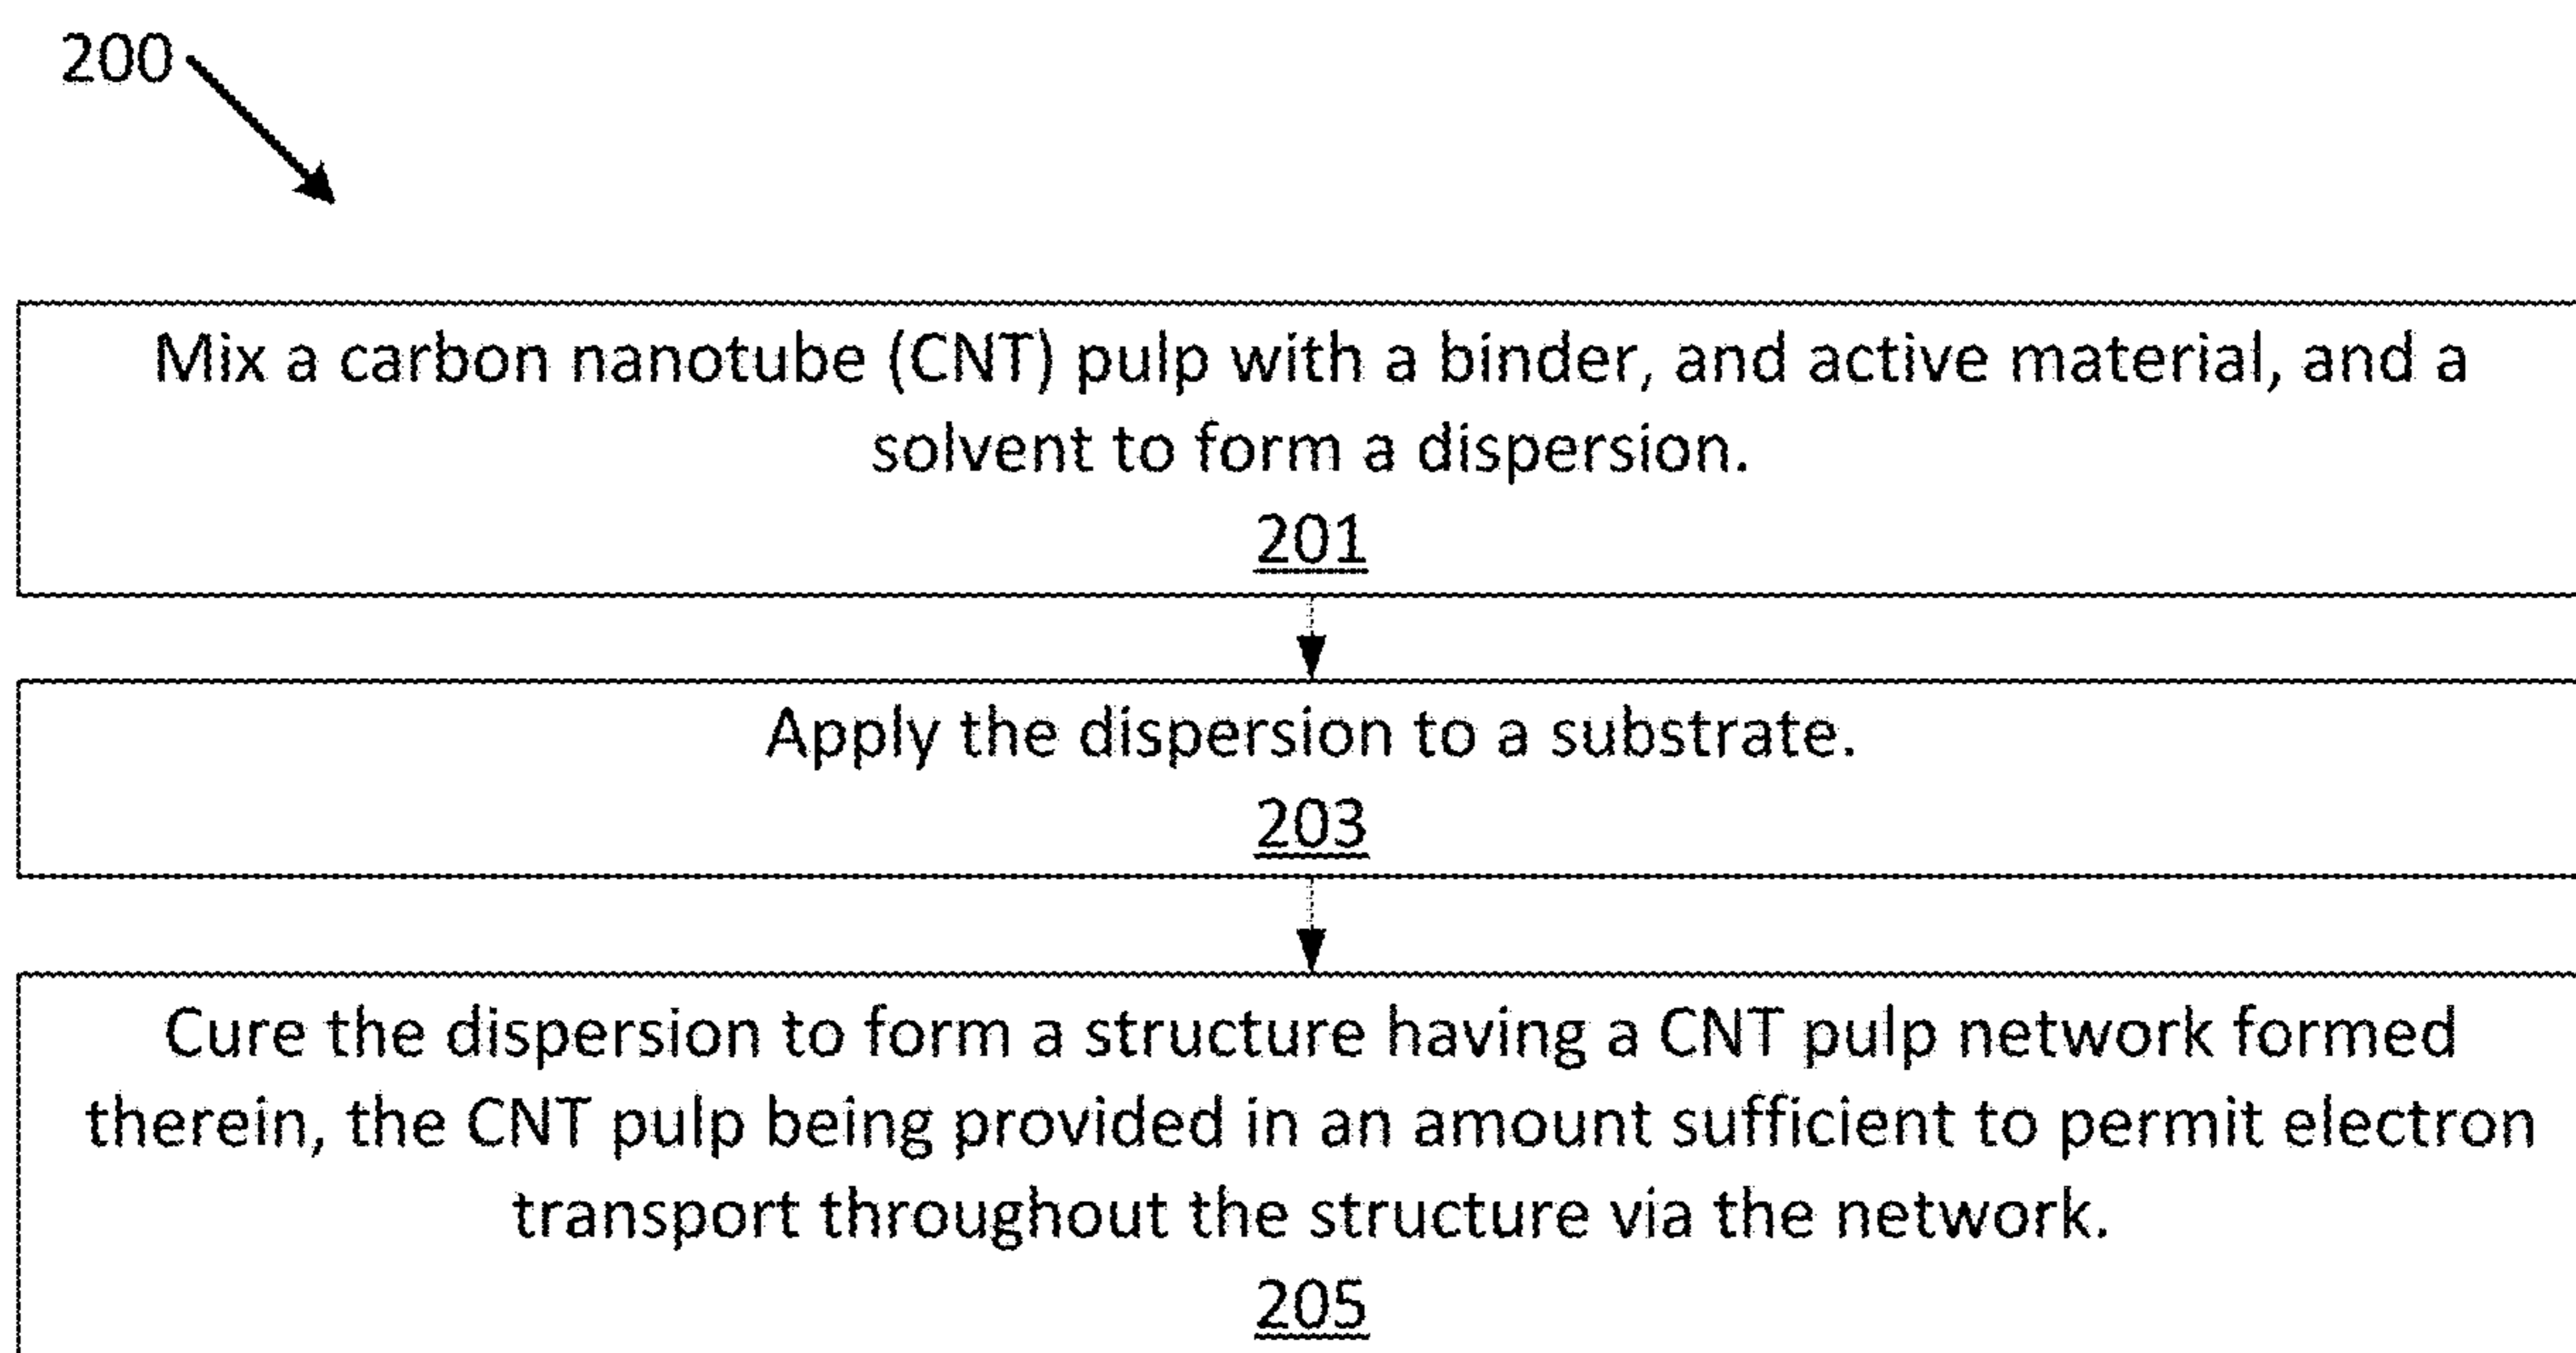 200
Mix a carbon nanotube (CNT) pulp with a binder, and active material, and a
solvent to form a dispersion.
201
Apply the dispersion to a substrate.
203
Cure the dispersion to form a structure having a CNT pulp network formed
therein, the CNT pulp being provided in an amount sufficient to permit electron
transport throughout the structure via the network.
205